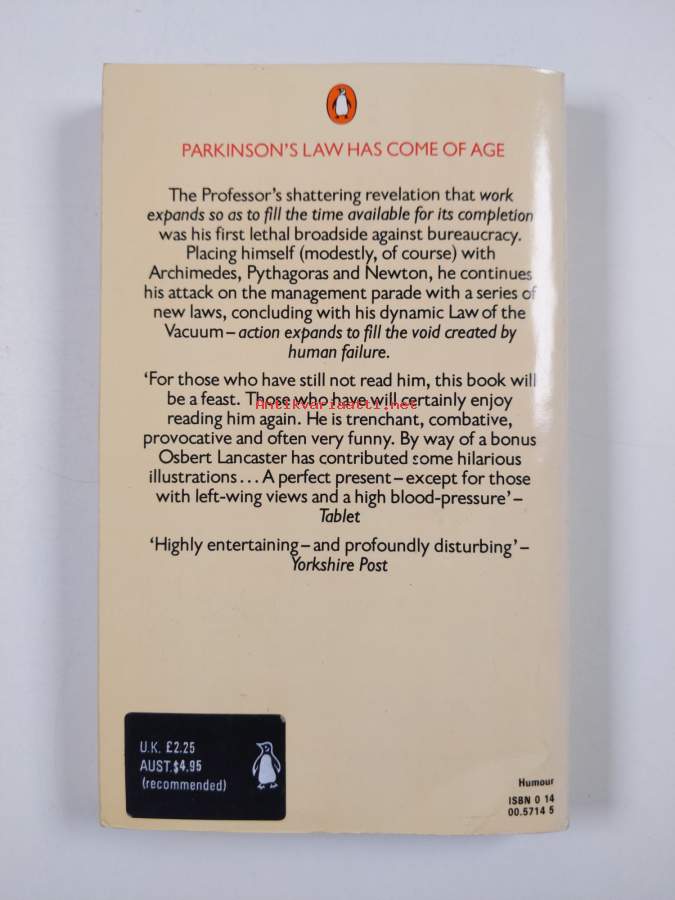 PARKINSON'S LAW HAS COME OF AGE
The Professor's shattering revelation that work
expands so as to fill the time available for its completion
was his first lethal broadside against bureaucracy.
Placing himself (modestly, of course) with
Archimedes, Pythagoras and Newton, he continues
his attack on the management parade with a series of
new laws, concluding with his dynamic Law of the
Vacuum – action expands to fill the void created by
human failure.
'For those who have still not read him, this book will
be a feast. Those who have will certainly enjoy
Antikvariaatti.net
reading him again. He is trenchant, combative,
provocative and often very funny. By way of a bonus
Osbert Lancaster has contributed some hilarious
illustrations... A perfect present – except for those
with left-wing views and a high blood-pressure' –
Tablet
'Highly entertaining – and profoundly disturbing' –
Yorkshire Post
U.K. £2.25
AUST.$4.95
(recommended)
Humour
ISBN 0 14
00.5714 5